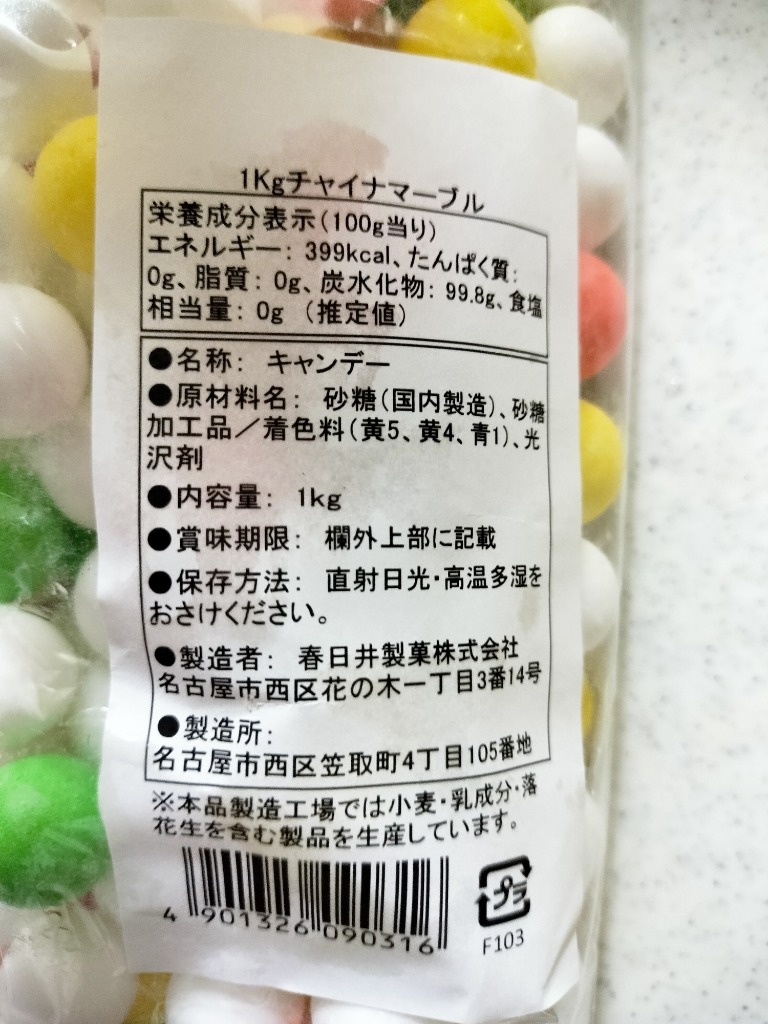 1Kgチャイナマーブル
栄養成分表示(100g当り)
エネルギー: 399kcal、たんぱく質:
0g、脂質: 0g、炭水化物: 99.8g、食塩
相当量: 0g (推定値)
●名称: キャンデー
●原材料名: 砂糖(国内製造)、砂糖
加工品/着色料(黄5、黄4、青1)、光
沢剤
●内容量: 1kg
●賞味期限: 欄外上部に記載
●保存方法: 直射日光・高温多湿を
おさけください。
●製造者: 春日井製菓株式会社
名古屋市西区花の木一丁目3番14号
●製造所:
名古屋市西区笠取町4丁目105番地
※本品製造工場では小麦・乳成分・落
花生を含む製品を生産しています。
4 901326 090316
プラ
F103